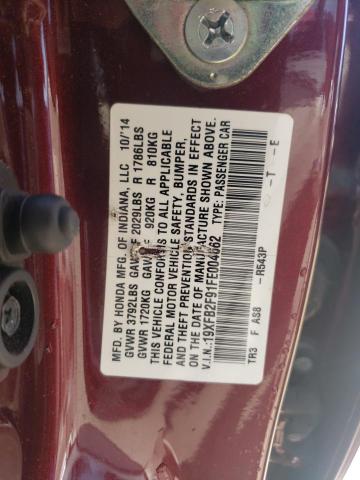 MFD. BY HONDA MFG. OF INDIANA, LLC 10/'14
GVWR 3792LBS GAWR F 2029LBS R 1786LBS
GVWR 1720KG GAWR F 920KG R 810KG
THIS VEHICLE CONFORMS TO ALL APPLICABLE
FEDERAL MOTOR VEHICLE SAFETY, BUMPER,
AND THEFT PREVENTION STANDARDS IN EFFECT
ON THE DATE OF MANUFACTURE SHOWN ABOVE.
V.I.N.:19XFB2F91FE004662 TYPE: PASSENGER CAR
TR3 F AS8 -R543P -T -E